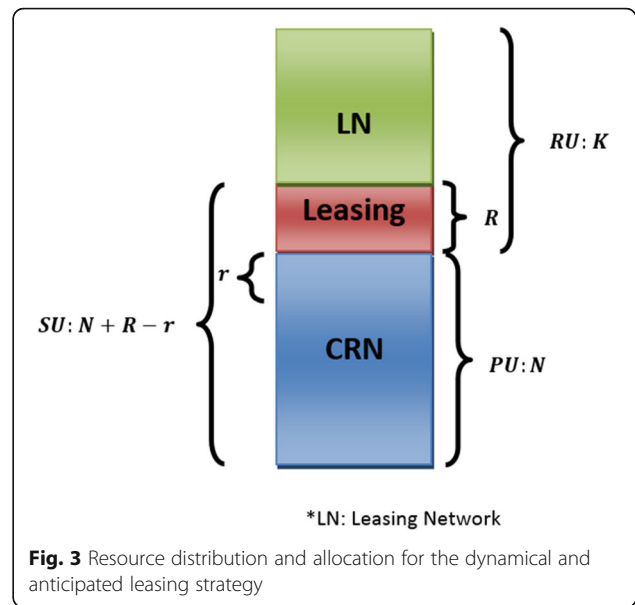 LN
RU: K
Leasing
R
r
SU: N + R − r
CRN
PU: N
*LN: Leasing Network
Fig. 3 Resource distribution and allocation for the dynamical and
anticipated leasing strategy